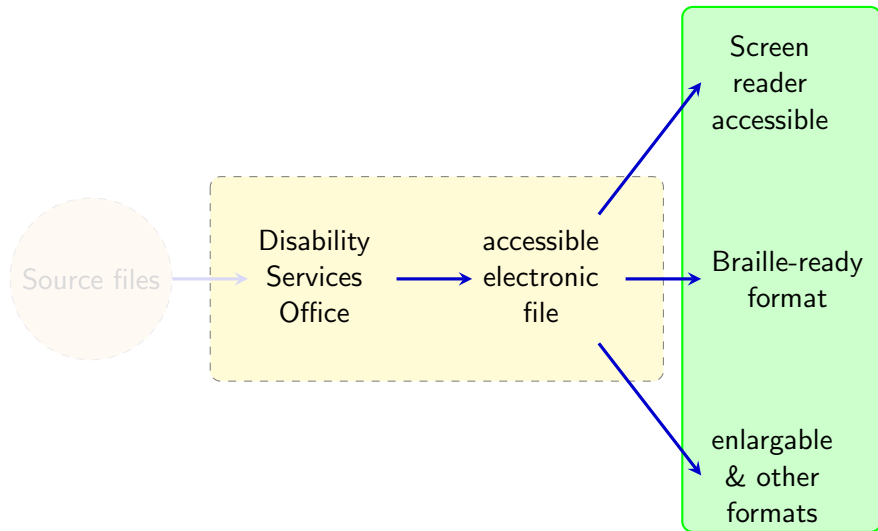 Source files
Disability
Services
Office
accessible
electronic
file
Screen
reader
accessible
Braille-ready
format
enlargable
& other
formats